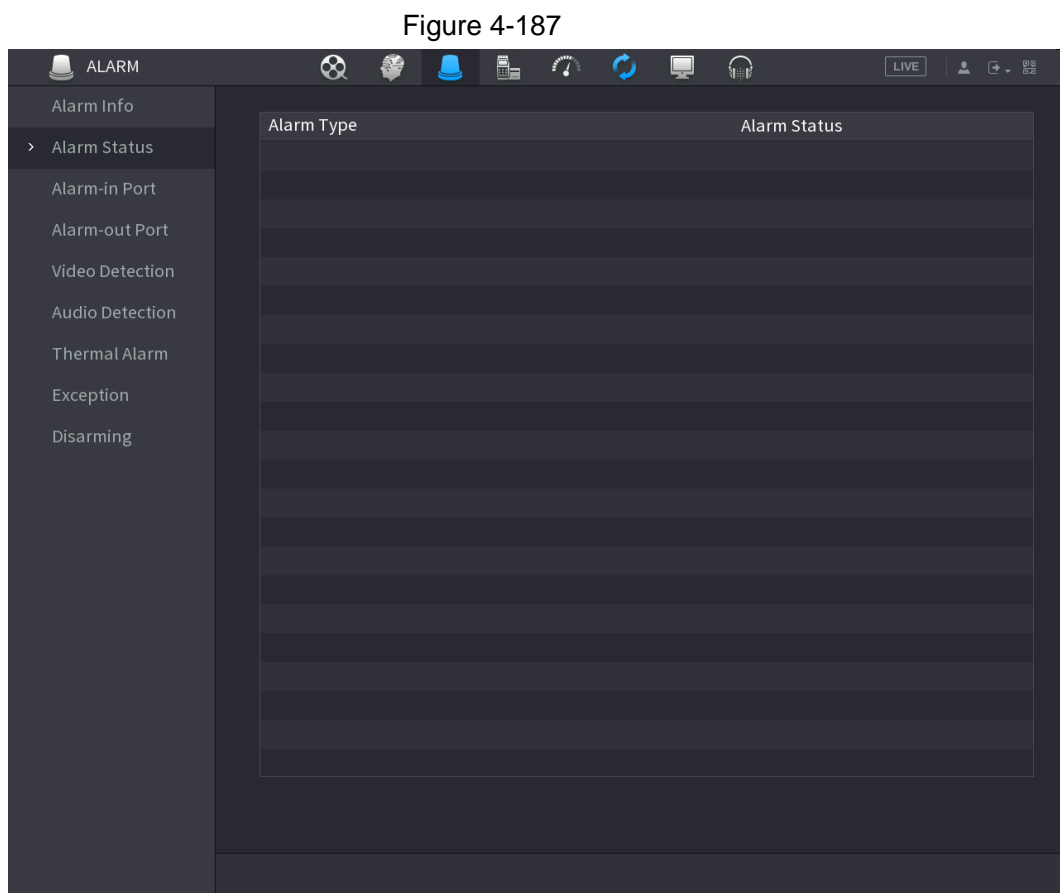 Figure 4-187
ALARM
LIVE
Alarm Info
Alarm Status
Alarm-in Port
Alarm-out Port
Video Detection
Audio Detection
Thermal Alarm
Exception
Disarming
Alarm Type Alarm Status